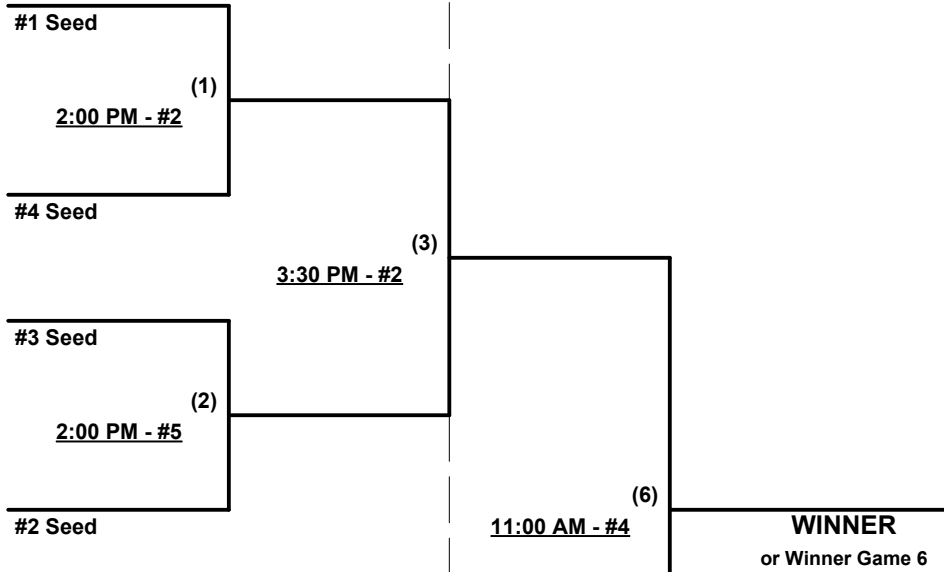 #1 Seed
(1)
2:00 PM - #2
#4 Seed
(3)
3:30 PM - #2
#3 Seed
(2)
2:00 PM - #5
#2 Seed
(6)
11:00 AM - #4
WINNER
or Winner Game 6